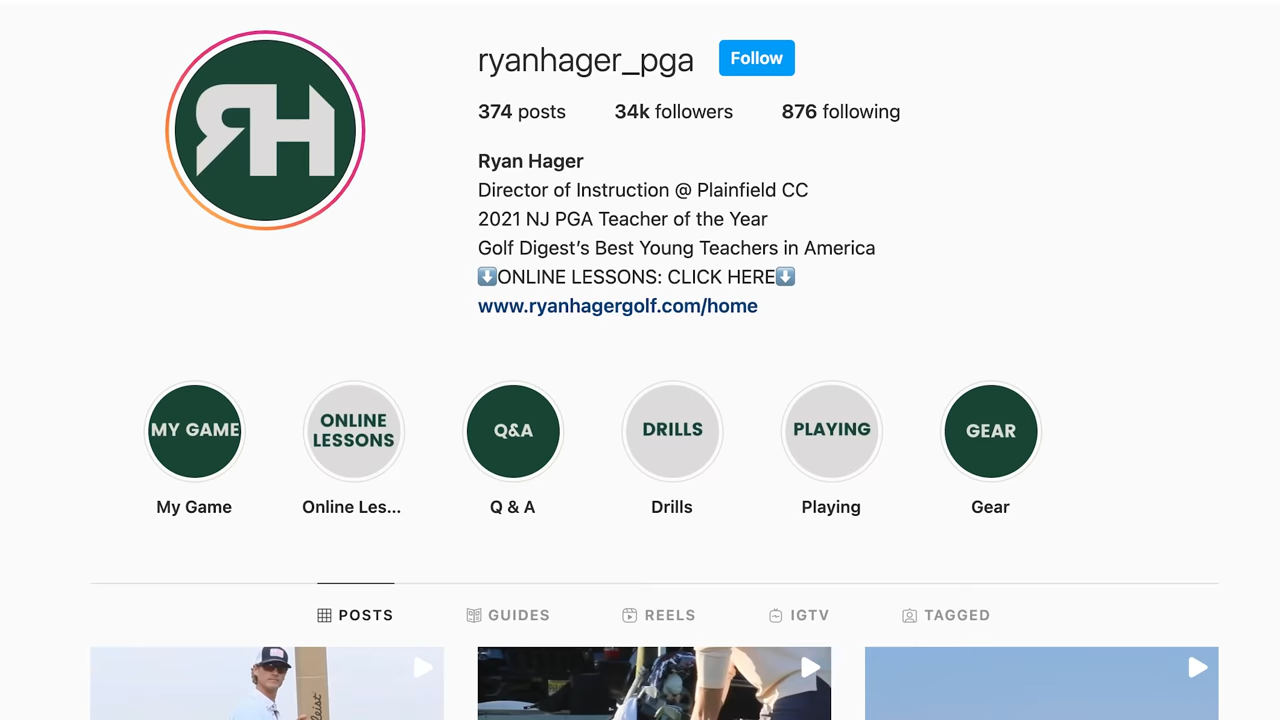 RH
ryanhager_pga
Follow
374 posts
34k followers
876 following
Ryan Hager
Director of Instruction @ Plainfield CC
2021 NJ PGA Teacher of the Year
Golf Digest’s Best Young Teachers in America
⬇️ONLINE LESSONS: CLICK HERE⬇️
www.ryanhagergolf.com/home
MY GAME
ONLINE
LESSONS
Q&A
DRILLS
PLAYING
GEAR
My Game
Online Les...
Q & A
Drills
Playing
Gear
POSTS
GUIDES
REELS
IGTV
TAGGED